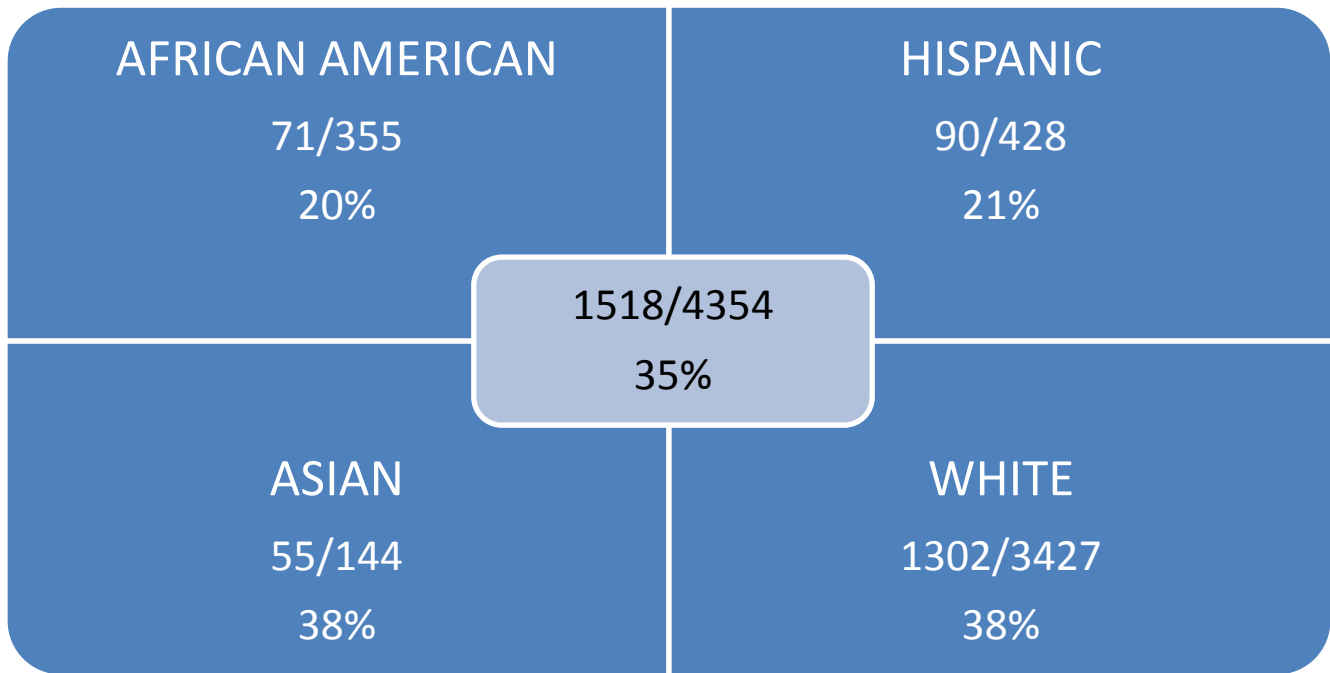 AFRICAN AMERICAN
71/355
20%
HISPANIC
90/428
21%
1518/4354
35%
ASIAN
55/144
38%
WHITE
1302/3427
38%